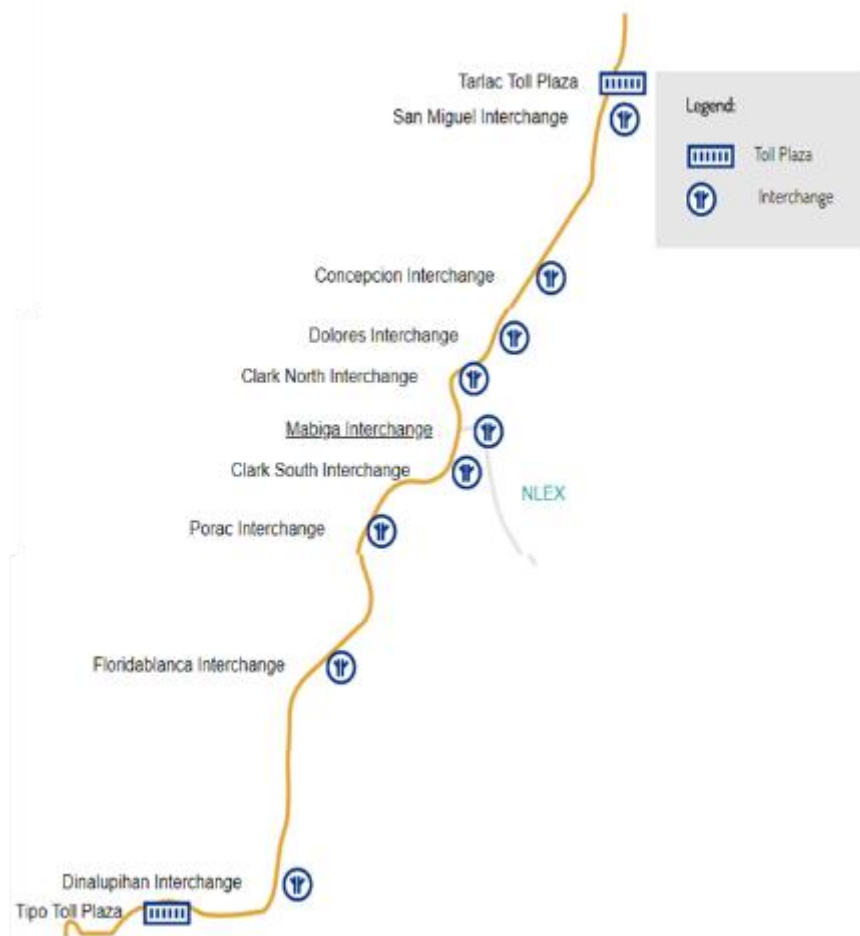 Tarlac Toll Plaza
San Miguel Interchange
Legend:
Toll Plaza
Interchange
Concepcion Interchange
Dolores Interchange
Clark North Interchange
Mabiga Interchange
Clark South Interchange
NLEX
Porac Interchange
Floridablanca Interchange
Dinalupihan Interchange
Tipo Toll Plaza